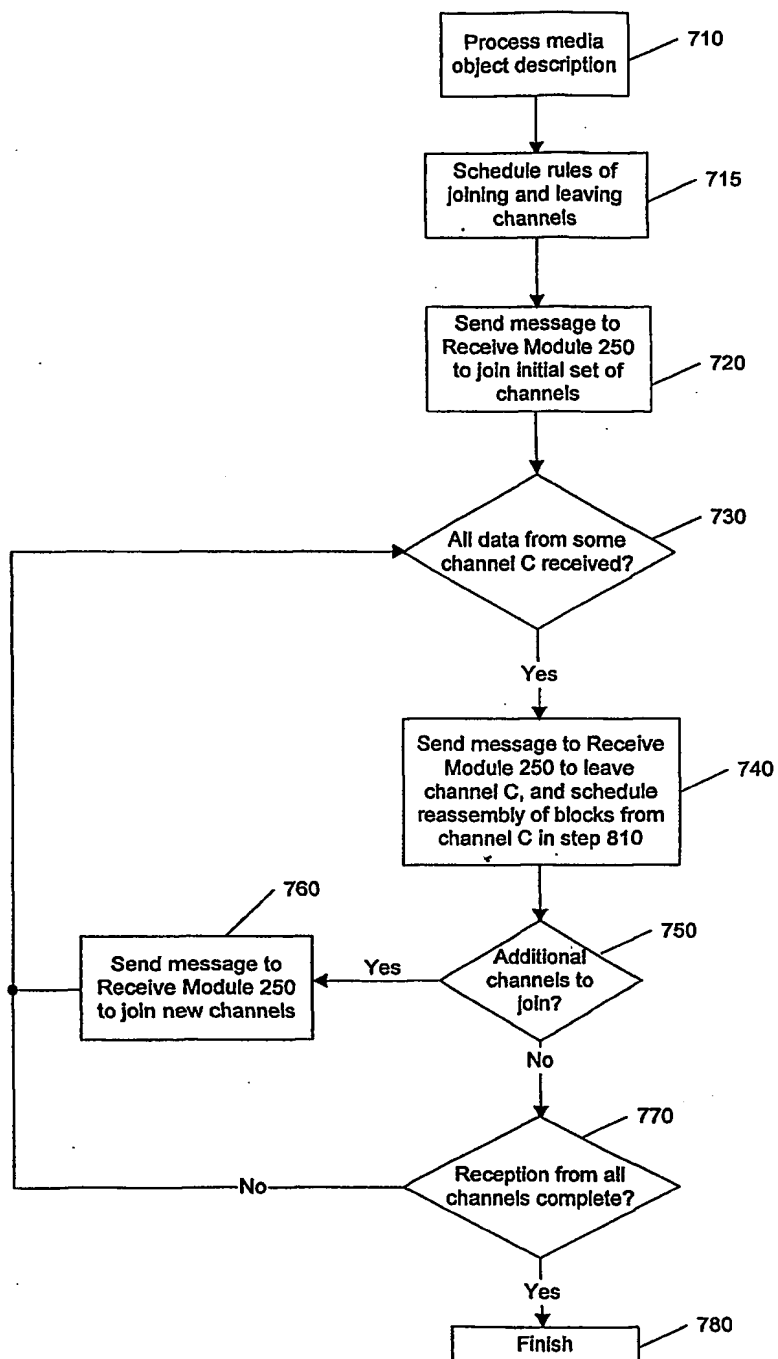 Process media
object description
710
Schedule rules of
joining and leaving
channels
715
Send message to
Receive Module 250
to join initial set of
channels
720
All data from some
channel C received?
730
Yes
Send message to Receive
Module 250 to leave
channel C, and schedule
reassembly of blocks from
channel C in step 810
740
760
Send message to
Receive Module 250
to join new channels
Yes
Additional
channels to
join?
750
No
Reception from all
channels complete?
770
No
Yes
Finish
780